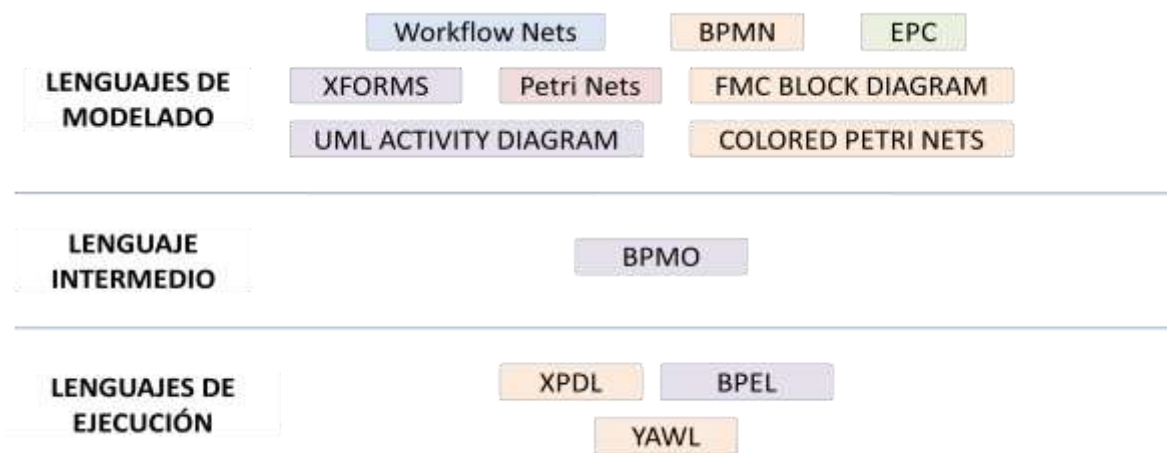 Workflow Nets BPMN EPC
LENGUAJES DE MODELADO
XFORMS Petri Nets FMC BLOCK DIAGRAM
UML ACTIVITY DIAGRAM COLORED PETRI NETS
LENGUAJE INTERMEDIO
BPMO
LENGUAJES DE EJECUCIÓN
XPDL BPEL
YAWL